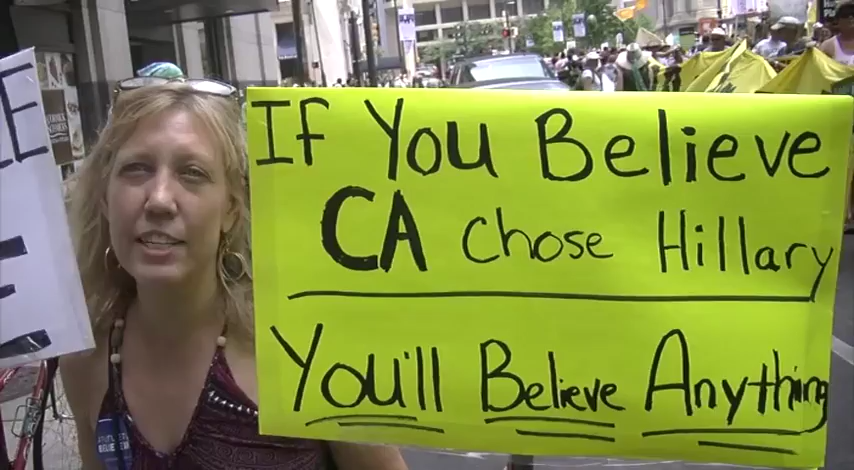 If You Believe
CA chose Hillary
You'll Believe Anything
E
E